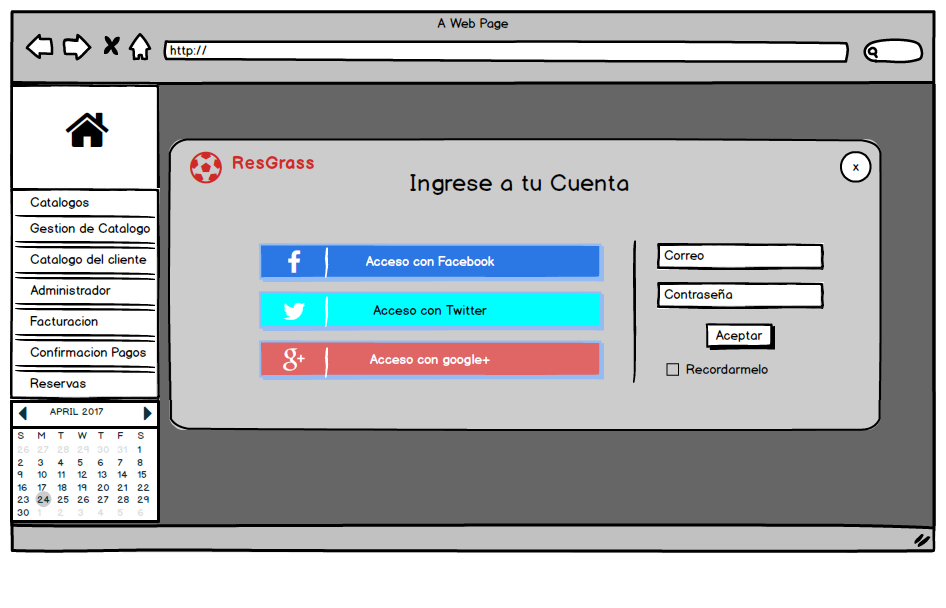 A Web Page
http://
ResGrass
x
Ingrese a tu Cuenta
Catalogos
Gestion de Catalogo
Catalogo del cliente
Administrador
Facturacion
Confirmacion Pagos
Reservas
Acceso con Facebook
Acceso con Twitter
g+ Acceso con google+
Correo
Contraseña
Aceptar
Recordarmelo
APRIL 2017
S M T W T F S
26 27 28 29 30 31 1
2 3 4 5 6 7 8
9 10 11 12 13 14 15
16 17 18 19 20 21 22
23 24 25 26 27 28 29
30 1 2 3 4 5 6